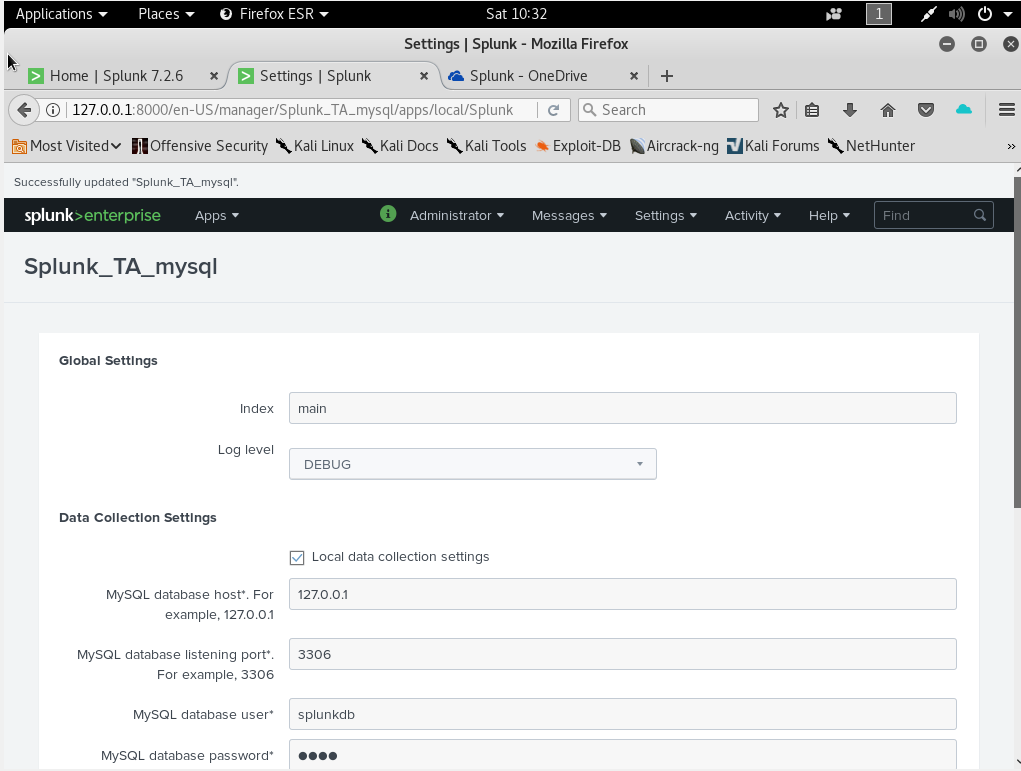 Applications Places Firefox ESR Sat 10:32 1
Settings | Splunk - Mozilla Firefox
Home | Splunk 7.2.6 Settings | Splunk Splunk - OneDrive
127.0.0.1:8000/en-US/manager/Splunk_TA_mysql/apps/local/Splunk Search
Most Visited Offensive Security Kali Linux Kali Docs Kali Tools Exploit-DB Aircrack-ng Kali Forums NetHunter »
Successfully updated "Splunk_TA_mysql".
splunk>enterprise Apps Administrator Messages Settings Activity Help Find
Splunk_TA_mysql
Global Settings
Index main
Log level
DEBUG
Data Collection Settings
Local data collection settings
MySQL database host*. For 127.0.0.1
example, 127.0.0.1
MySQL database listening port*. 3306
For example, 3306
MySQL database user* splunkdb
MySQL database password* ●●●●